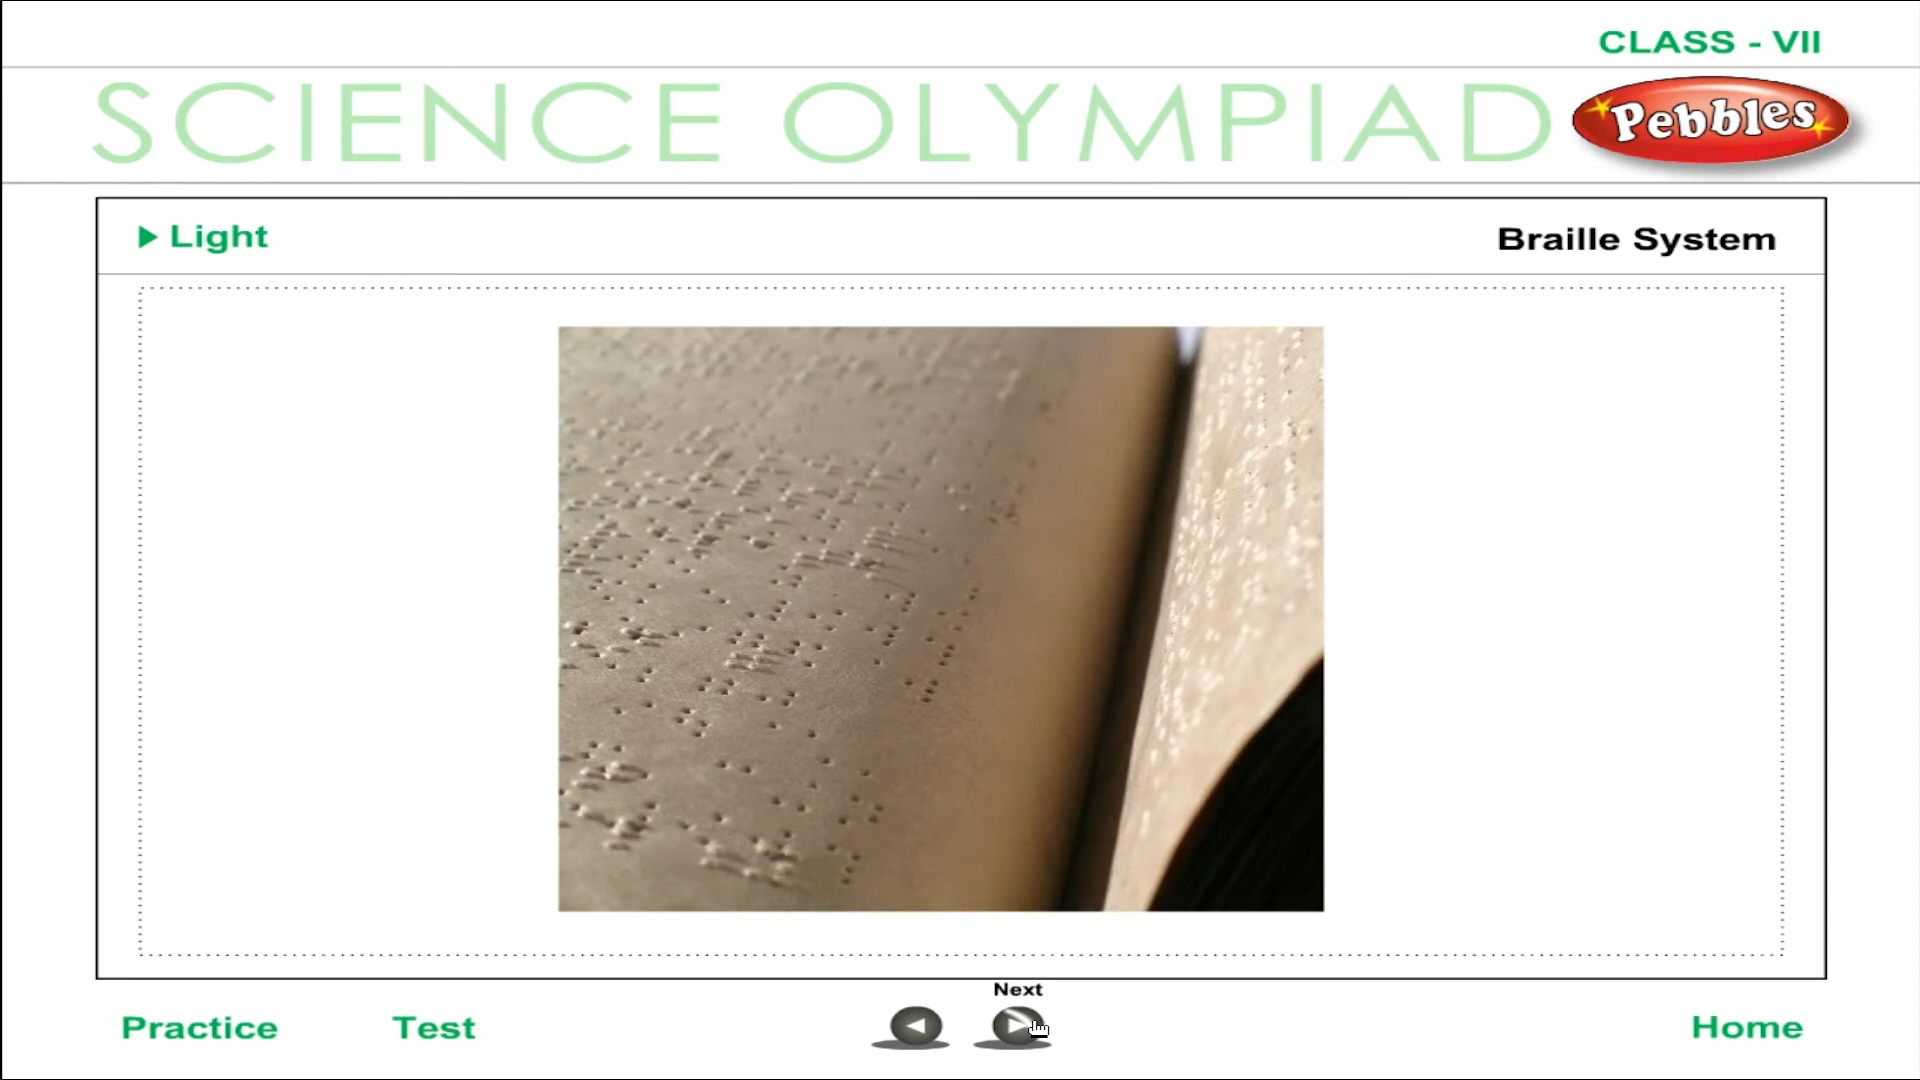 CLASS - VII
SCIENCE OLYMPIAD
Pebbles
Light
Braille System
Next
Practice
Test
Home